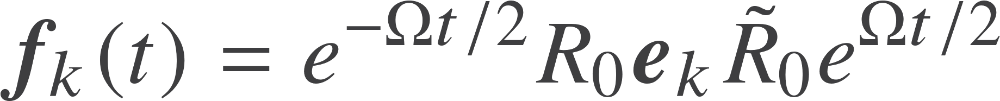 f_k(t) = e^{-Ωt/2} R_0 e_k R̃_0 e^{Ωt/2}